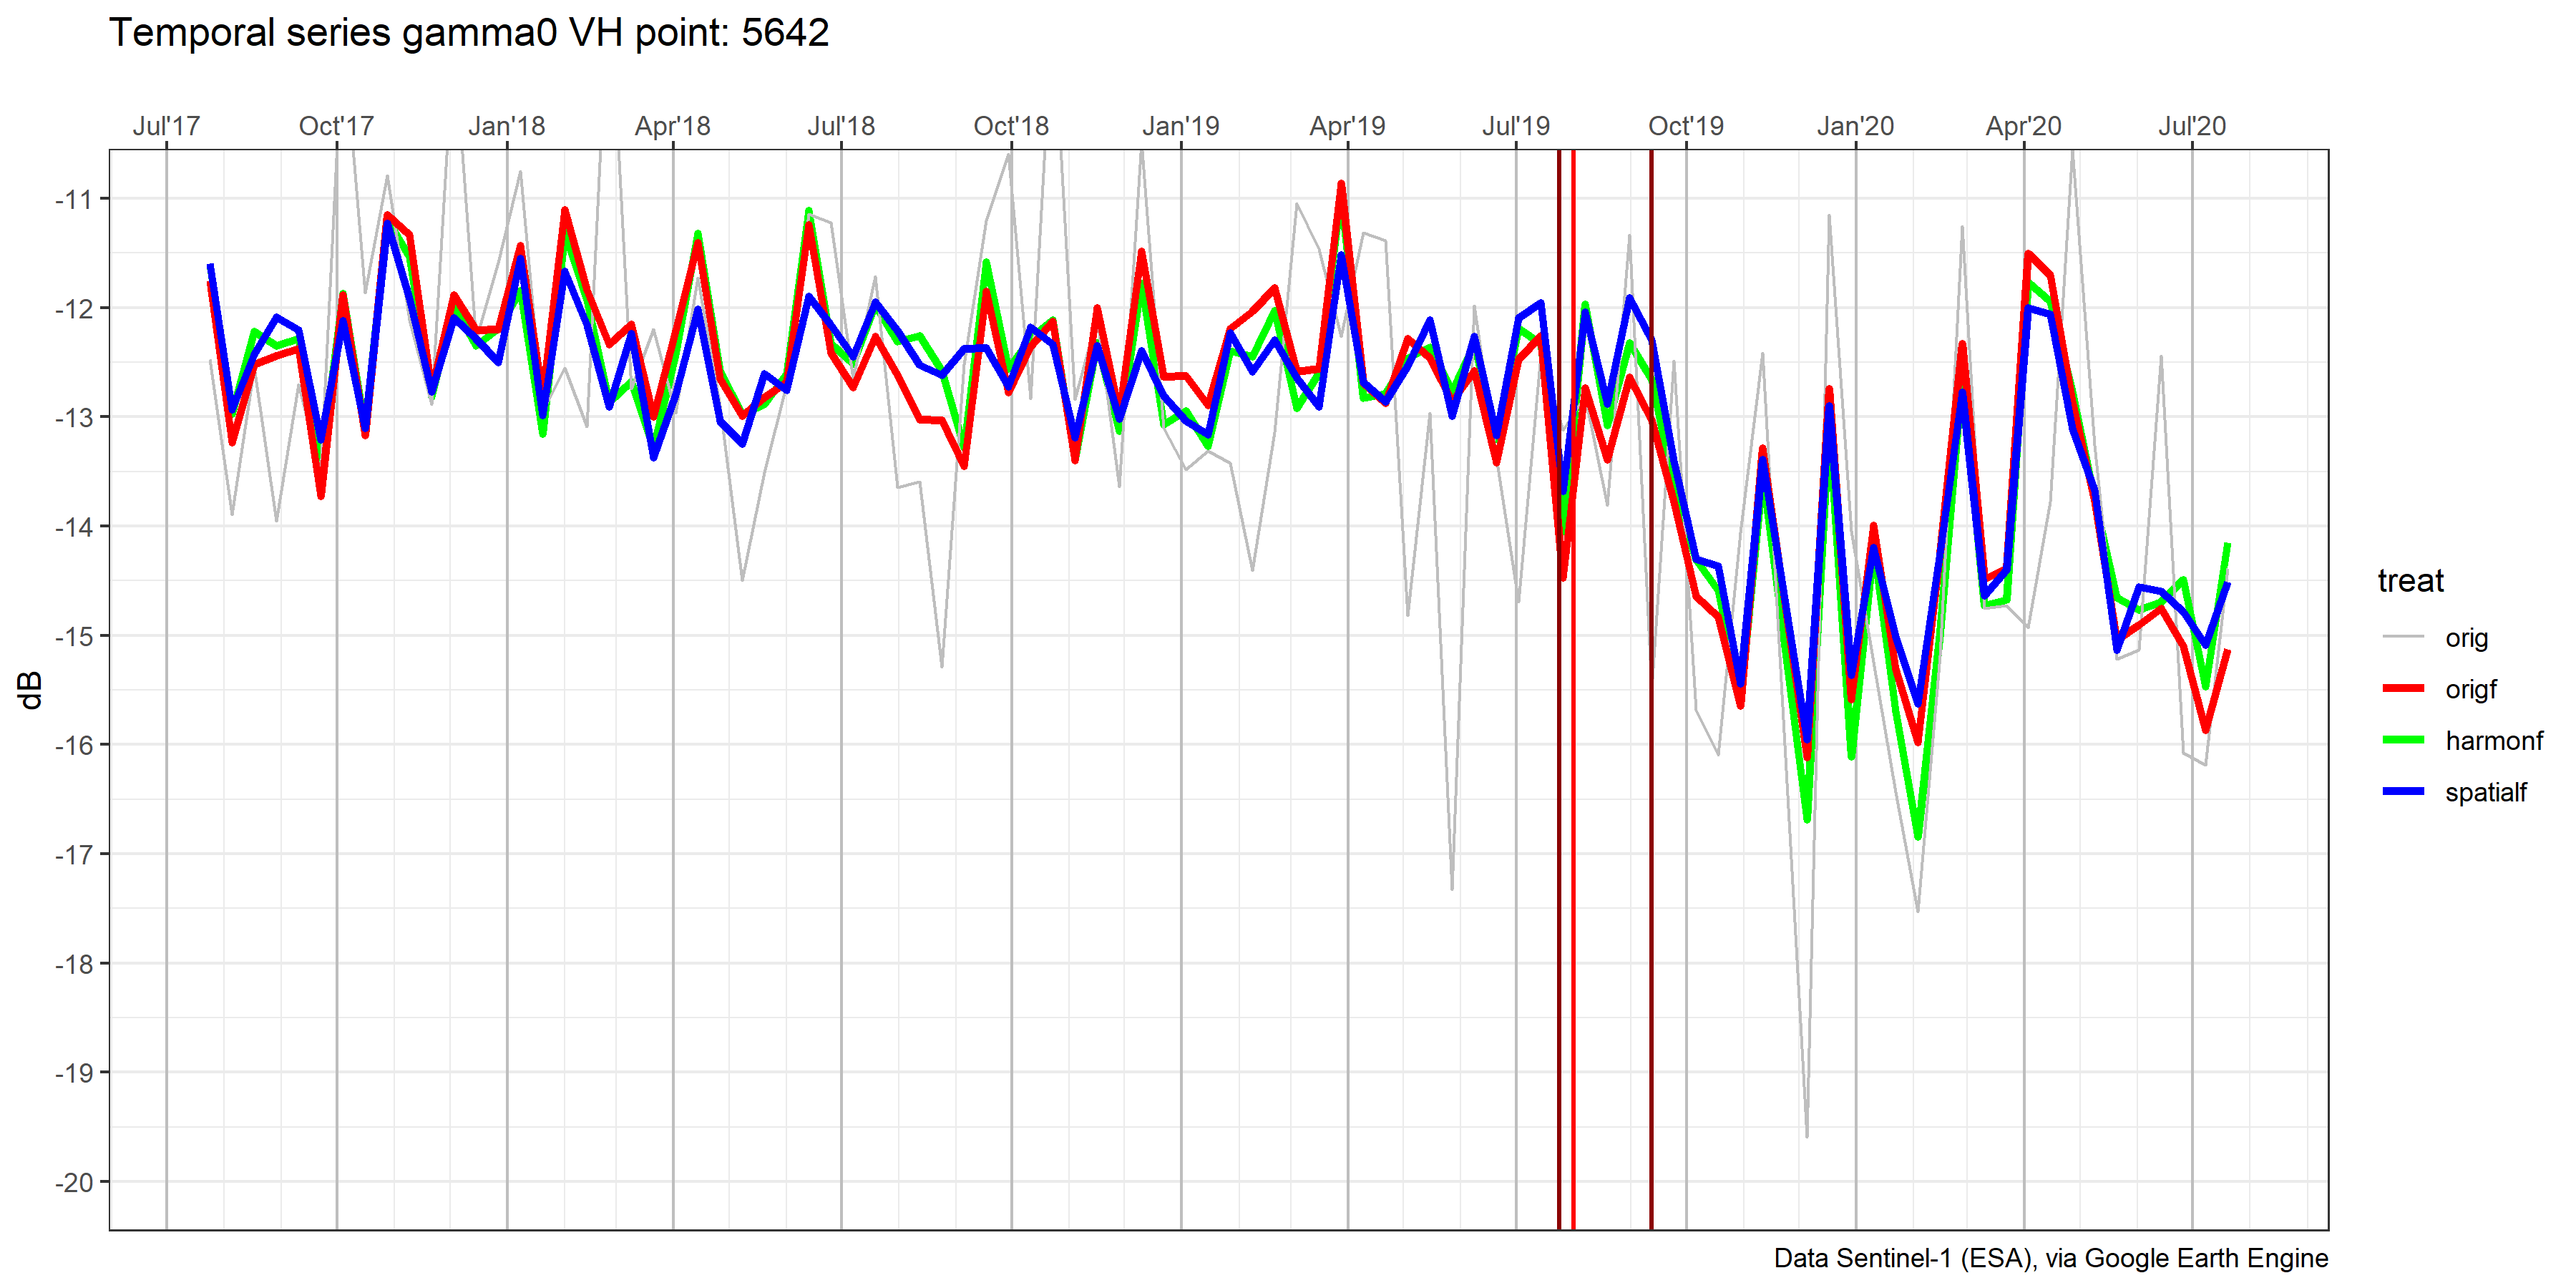 Temporal series gamma0 VH point: 5642
Jul'17 Oct'17 Jan'18 Apr'18 Jul'18 Oct'18 Jan'19 Apr'19 Jul'19 Oct'19 Jan'20 Apr'20 Jul'20
-11
-12
-13
-14
-15
-16
-17
-18
-19
-20
dB
treat
orig
origf
harmonf
spatialf
Data Sentinel-1 (ESA), via Google Earth Engine